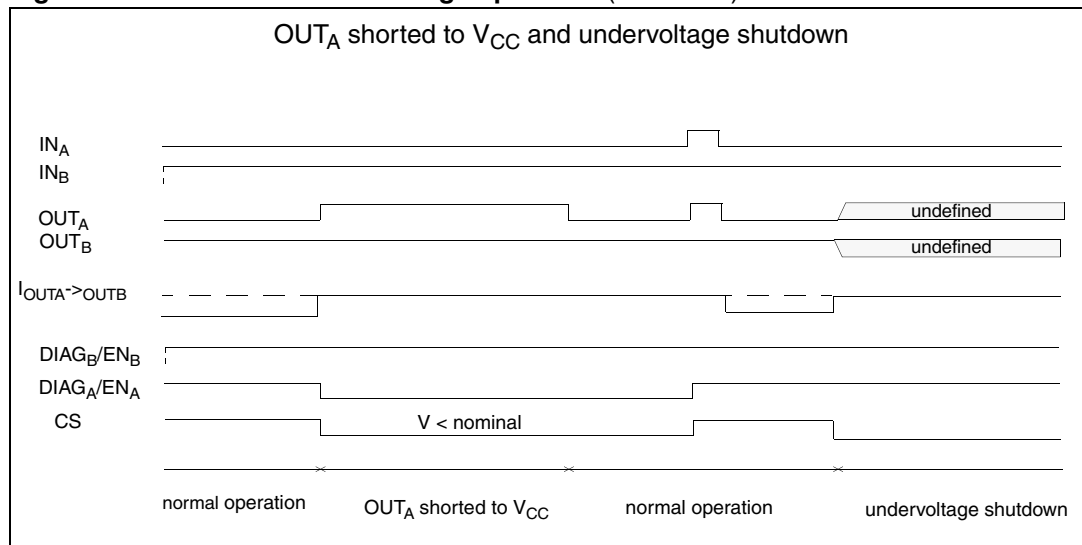 OUTA shorted to VCC and undervoltage shutdown
INA
INB
OUTA
undefined
OUTB
undefined
IOUTA->OUTB
DIAGB/ENB
DIAGA/ENA
CS
V < nominal
normal operation
OUTA shorted to VCC
normal operation
undervoltage shutdown